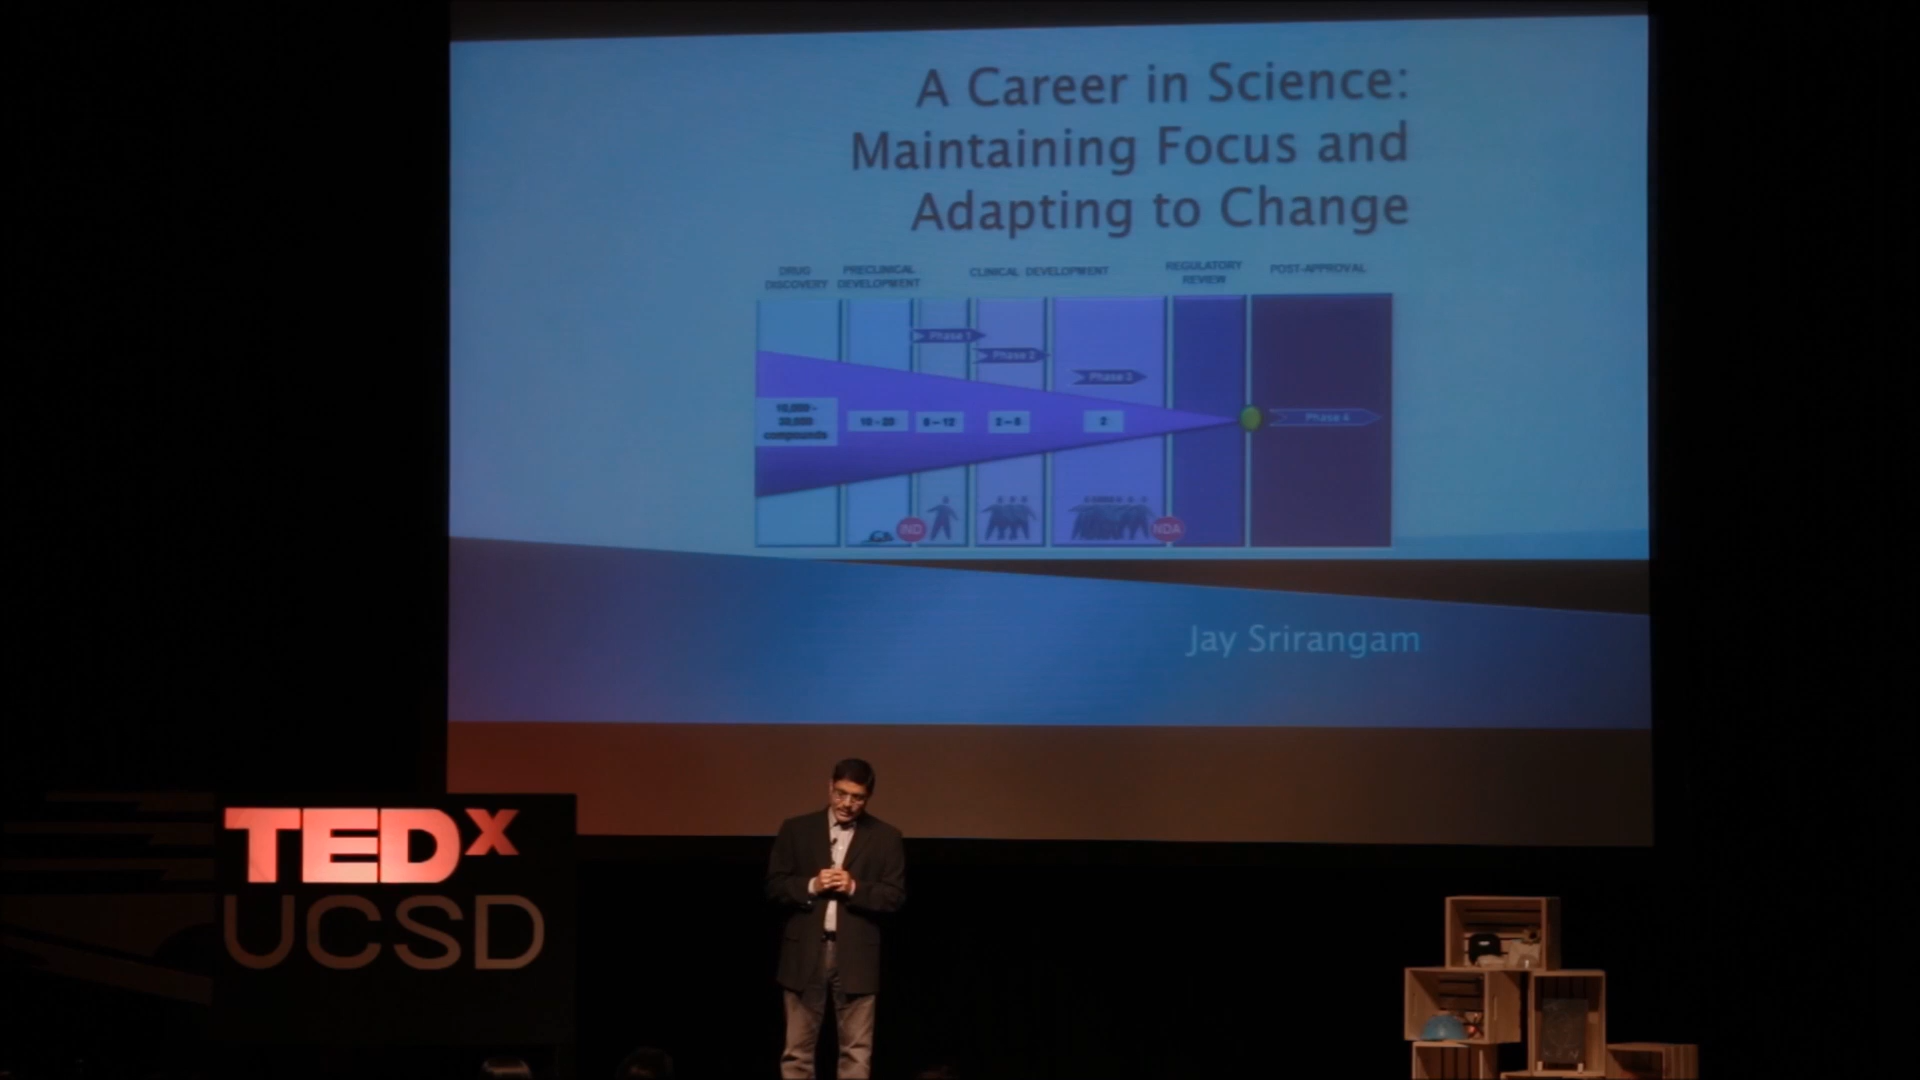 A Career in Science:
Maintaining Focus and
Adapting to Change
DRUG
DISCOVERY
PRECLINICAL
DEVELOPMENT
CLINICAL DEVELOPMENT
REGULATORY
REVIEW
POST-APPROVAL
Phase 1
Phase 2
Phase 3
compounds
10 - 20
2
Phase 4
IND
NDA
Jay Srirangam
TEDx
UCSD